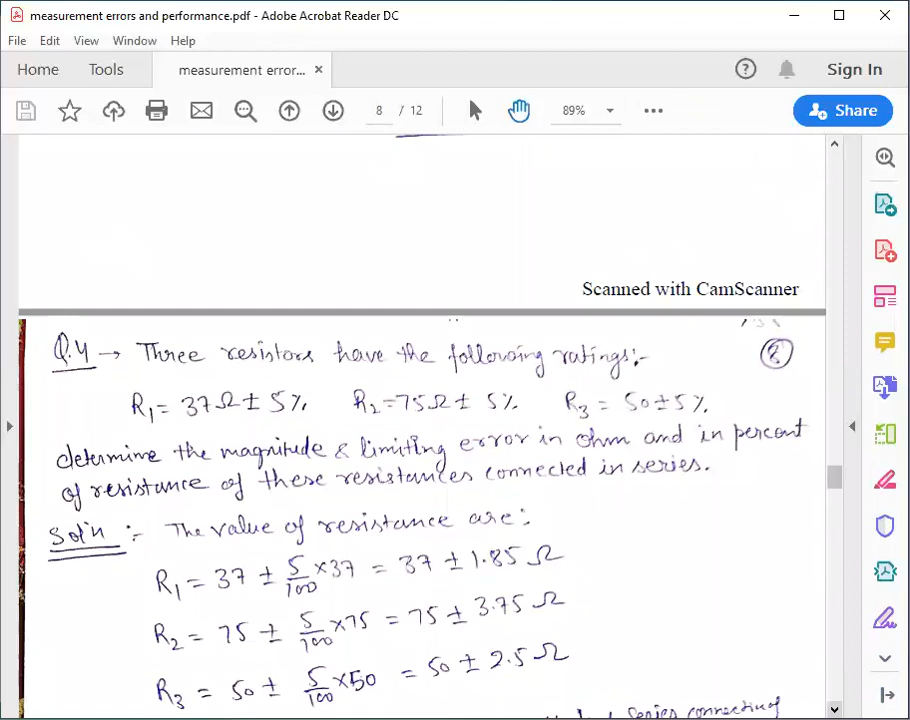 measurement errors and performance.pdf - Adobe Acrobat Reader DC
File Edit View Window Help
Home Tools measurement error... ×
8 / 12 89% Share
Sign In
Scanned with CamScanner
Q.4 → Three resistors have the following ratings:- (8)
R₁ = 37Ω ± 5% R₂ = 75Ω ± 5% R₃ = 50 ± 5%.
determine the magnitude & limiting error in ohm and in percent
of resistance of these resistances connected in series.
Sol'n :- The value of resistance are:
R₁ = 37 ± 5/100 × 37 = 37 ± 1.85 Ω
R₂ = 75 ± 5/100 × 75 = 75 ± 3.75 Ω
R₃ = 50 ± 5/100 × 50 = 50 ± 2.5 Ω
series connecting of